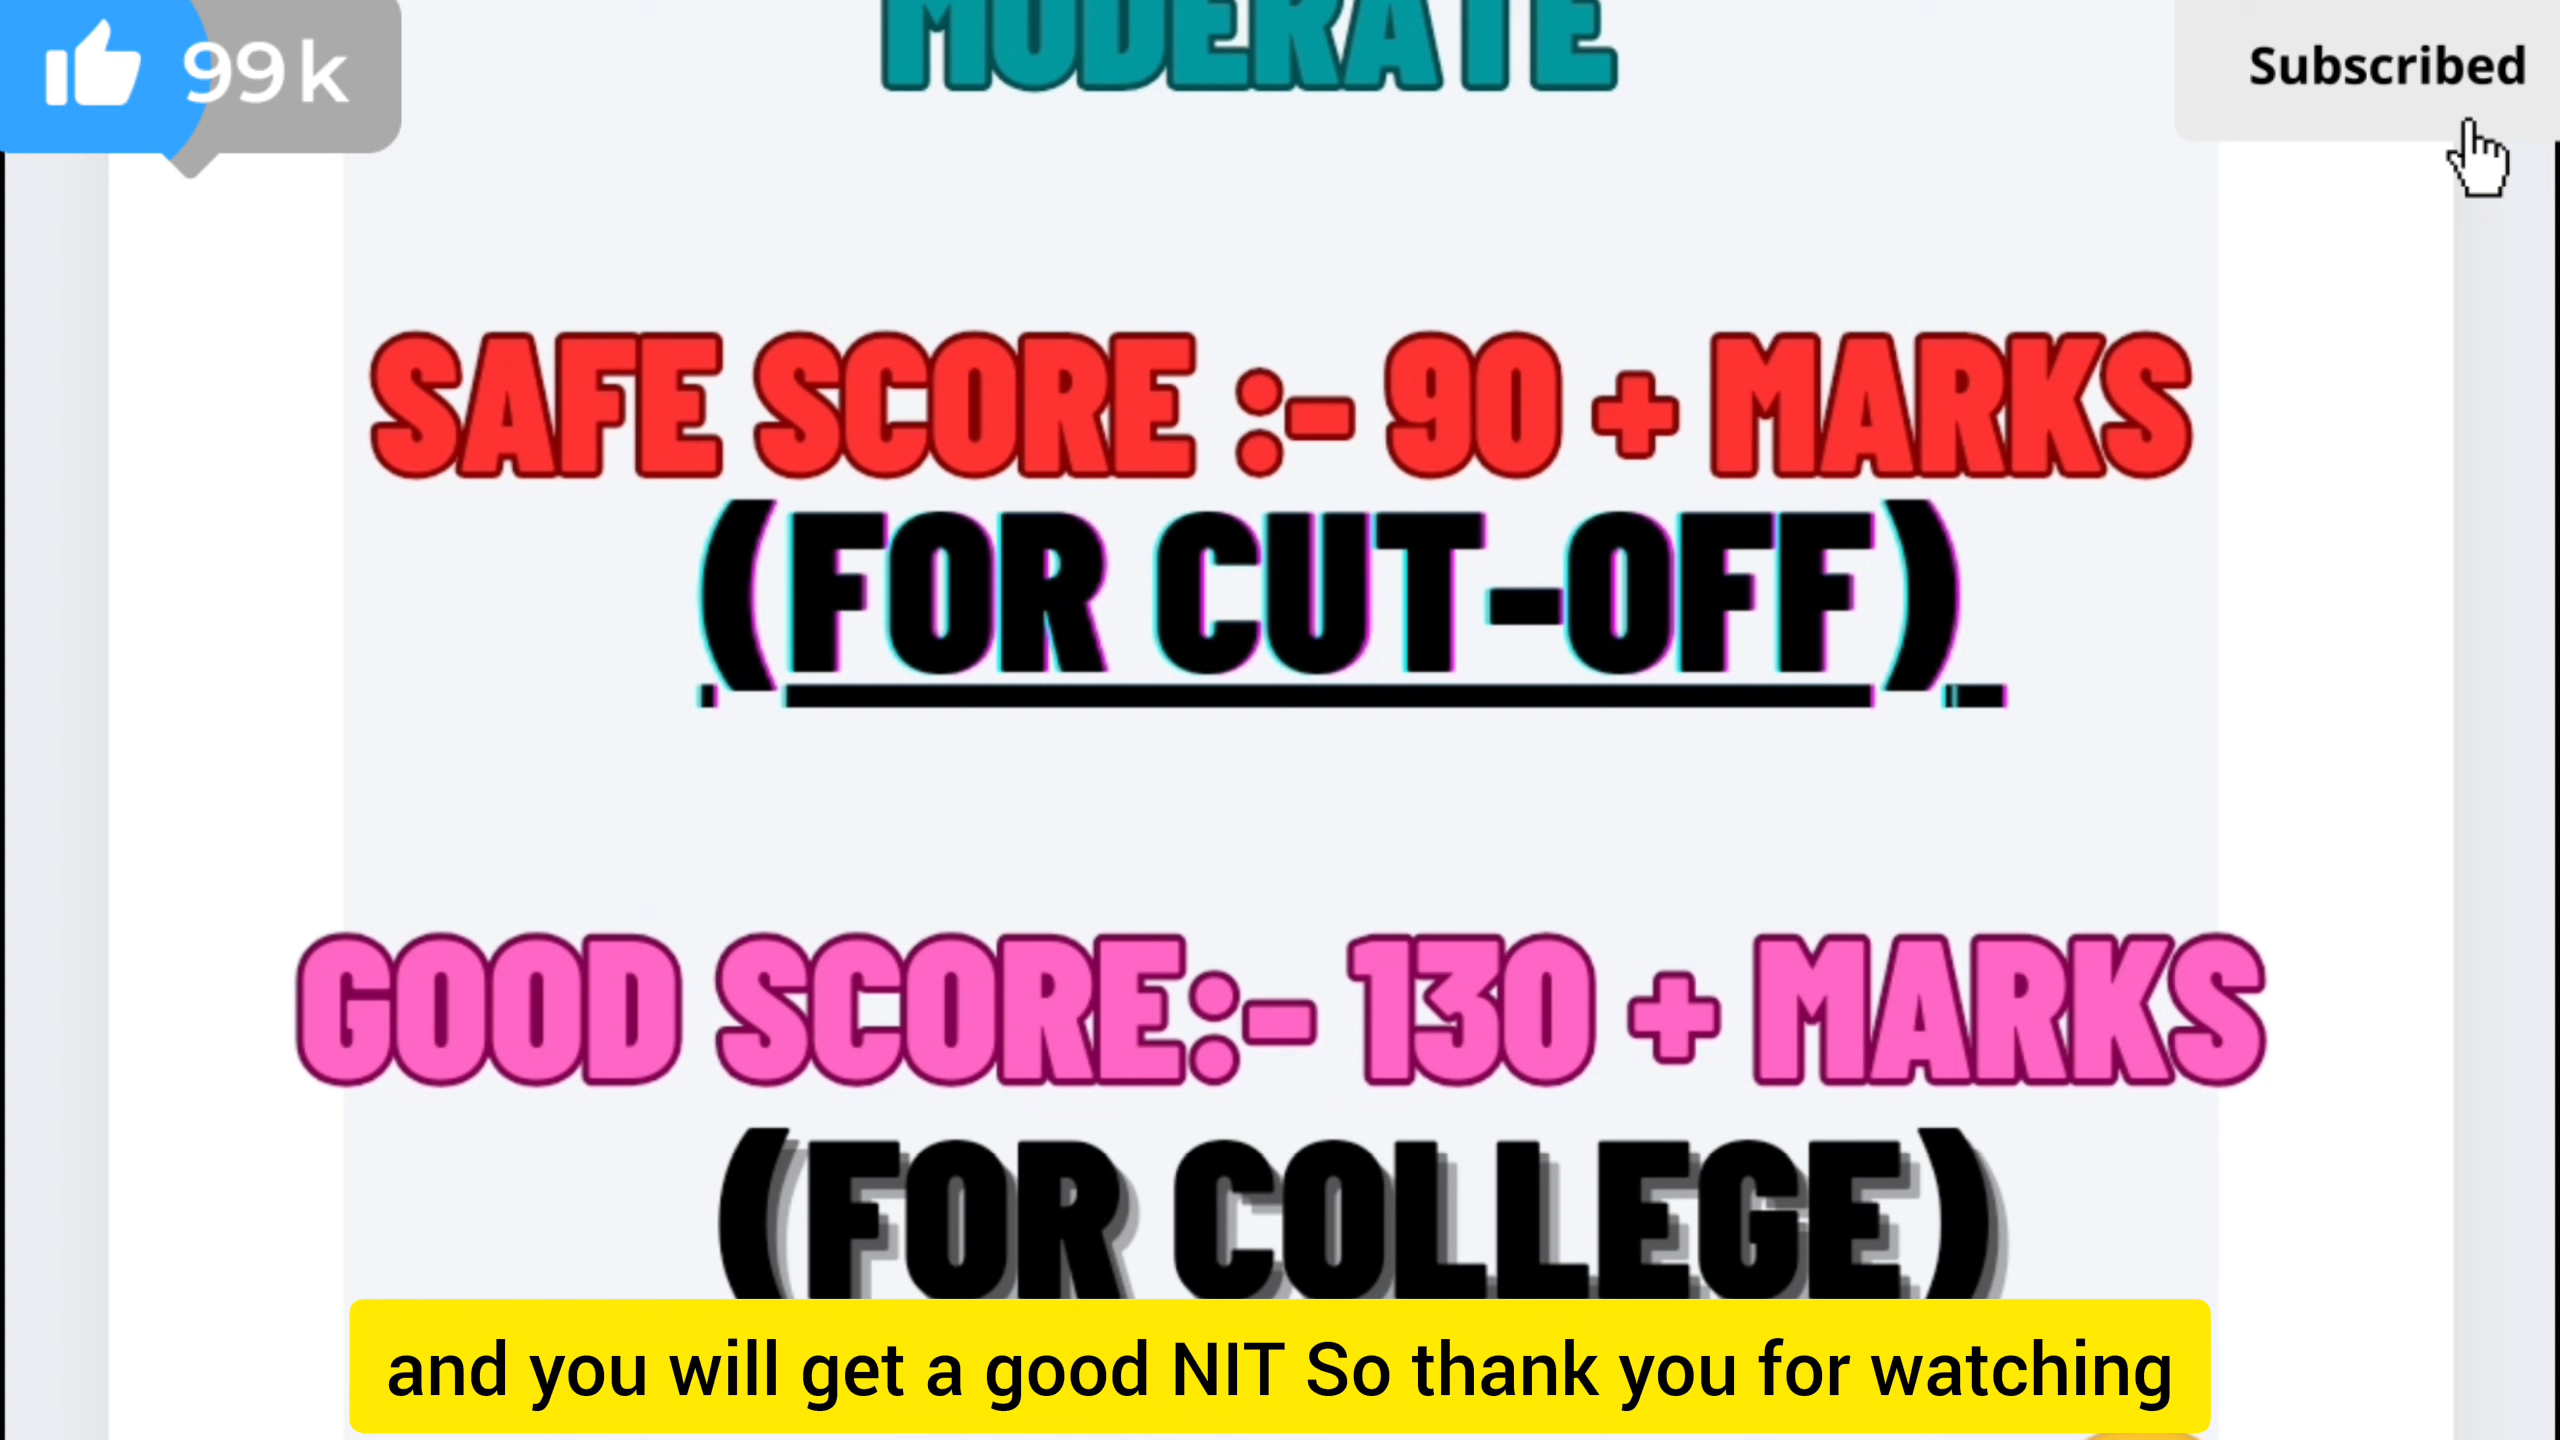 99k
MODERATE
Subscribed
SAFE SCORE :- 90 + MARKS
(FOR CUT-OFF)
GOOD SCORE:- 130 + MARKS
(FOR COLLEGE)
and you will get a good NIT So thank you for watching